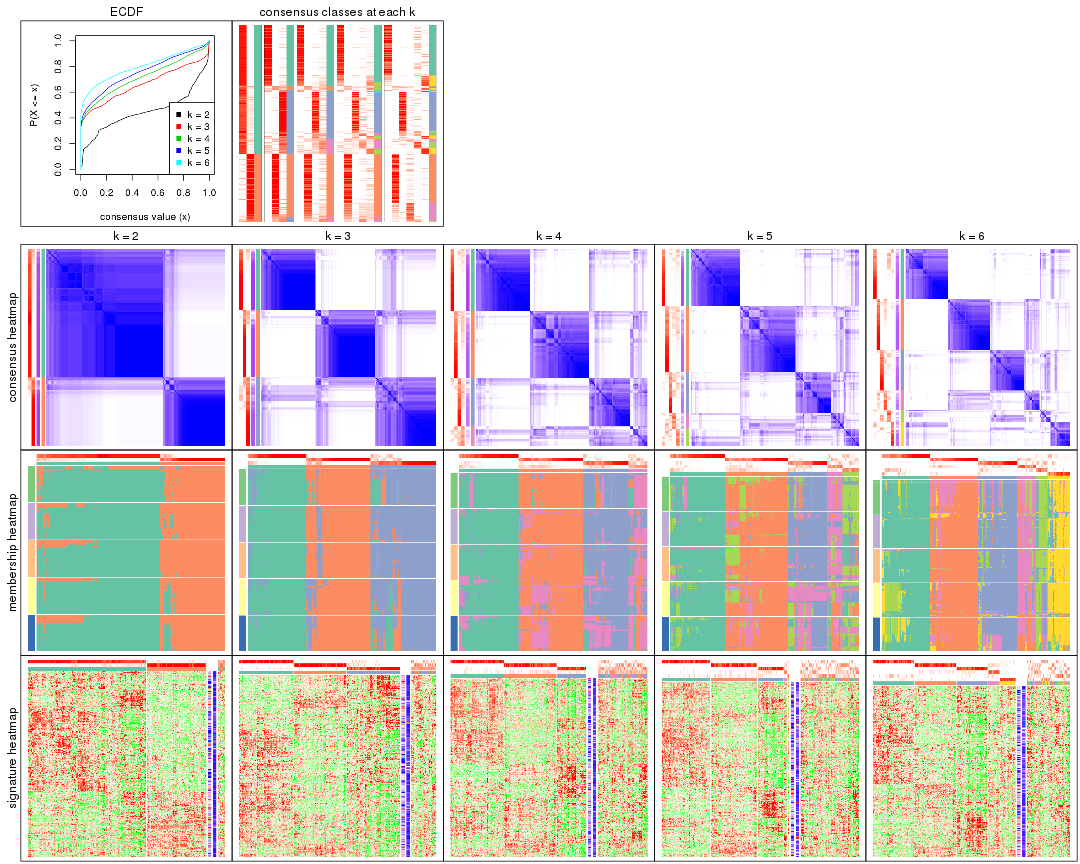 ECDF
consensus classes at each k
P(X <= x)
1.0
0.8
0.6
0.4
0.2
0.0
k = 2
k = 3
k = 4
k = 5
k = 6
0.0 0.2 0.4 0.6 0.8 1.0
consensus value (x)
k = 2 k = 3 k = 4 k = 5 k = 6
consensus heatmap
membership heatmap
signature heatmap